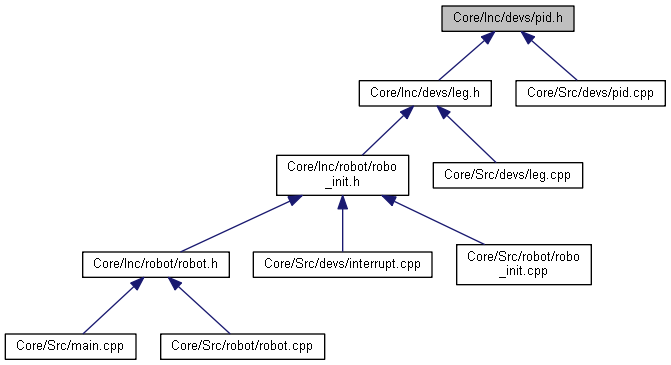 Core/Inc/devs/pid.h
Core/Inc/devs/leg.h
Core/Src/devs/pid.cpp
Core/Inc/robot/robo
_init.h
Core/Src/devs/leg.cpp
Core/Inc/robot/robot.h
Core/Src/devs/interrupt.cpp
Core/Src/robot/robo
_init.cpp
Core/Src/main.cpp
Core/Src/robot/robot.cpp